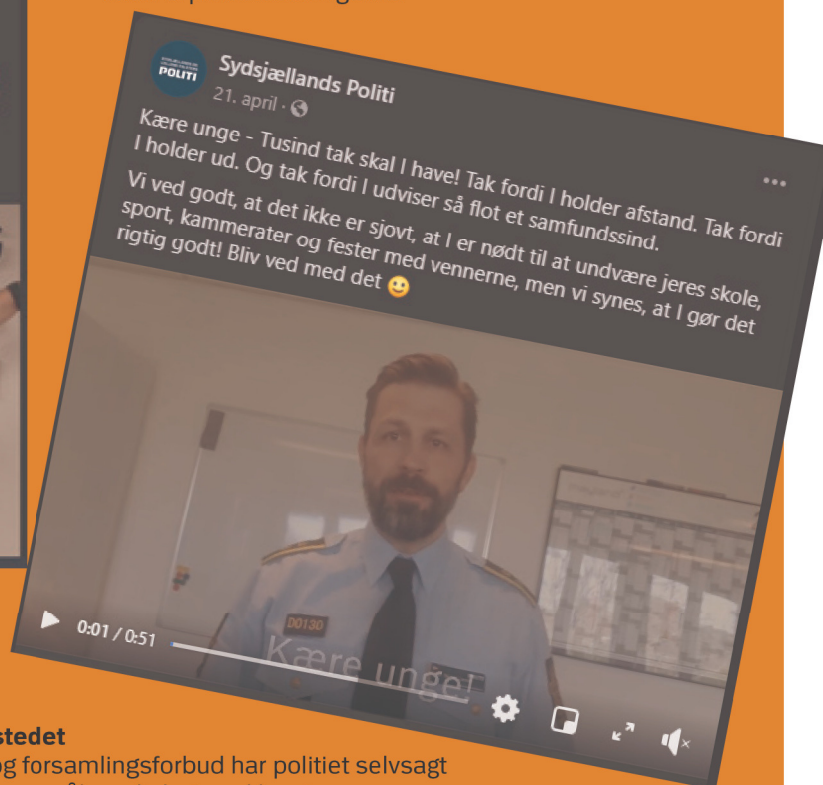 POLITI
Sydsjællands Politi
21. april ·
Kære unge - Tusind tak skal I have! Tak fordi I holder afstand. Tak fordi
I holder ud. Og tak fordi I udviser så flot et samfundssind.
Vi ved godt, at det ikke er sjovt, at I er nødt til at undvære jeres skole,
sport, kammerater og fester med vennerne, men vi synes, at I gør det
rigtig godt! Bliv ved med det 🙂
D0130
Kære unge!
0:01 / 0:51
stedet
og forsamlingsforbud har politiet selvsagt